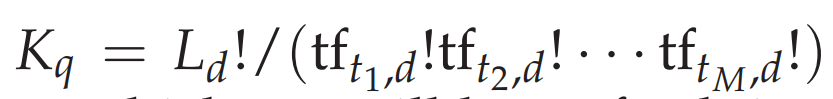 K_q = L_d!/(tf_{t_1,d}!tf_{t_2,d}! · · · tf_{t_M,d}!)